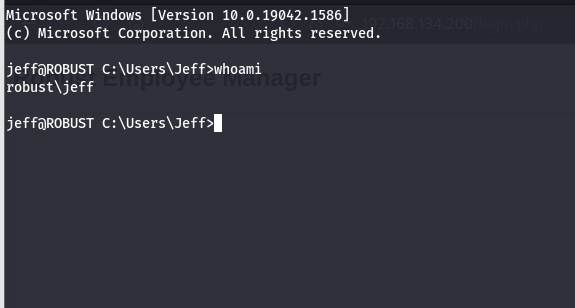 Microsoft Windows [Version 10.0.19042.1586]
192.168.134.200/login.php
(c) Microsoft Corporation. All rights reserved.
jeff@ROBUST C:\Users\Jeff>whoami
Employee Manager
robust\jeff
jeff@ROBUST C:\Users\Jeff>